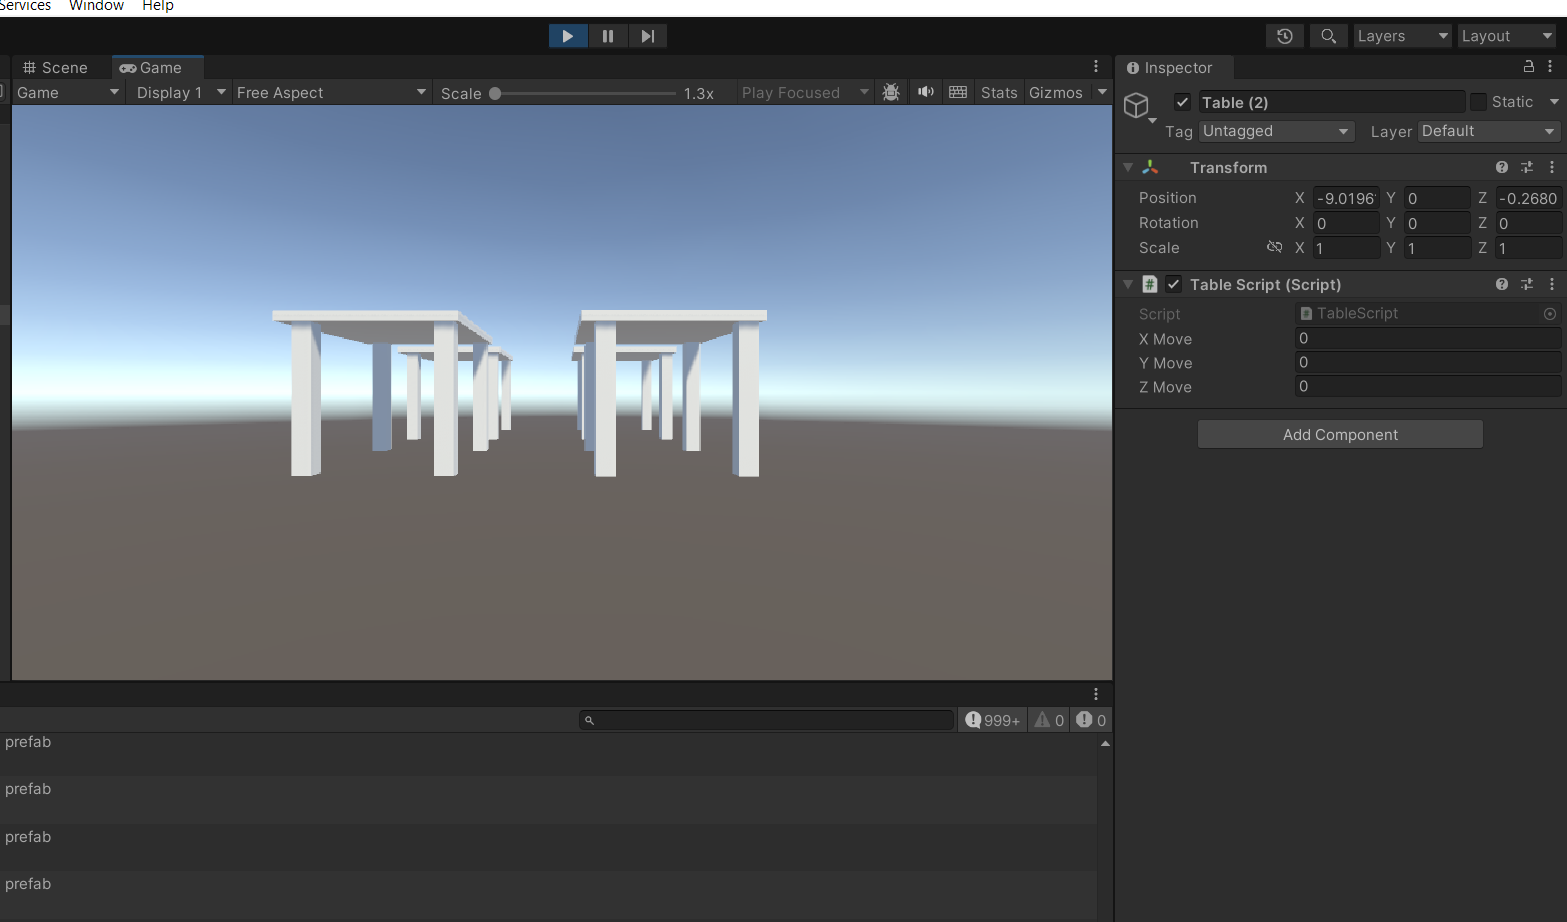 Services Window Help
Layers Layout
Scene Game
Game Display 1 Free Aspect Scale 1.3x Play Focused Stats Gizmos
Inspector
Table (2) Static
Tag Untagged Layer Default
Transform
Position X -9.0196 Y 0 Z -0.2680
Rotation X 0 Y 0 Z 0
Scale X 1 Y 1 Z 1
# Table Script (Script)
Script # TableScript
X Move 0
Y Move 0
Z Move 0
Add Component
999+ 0 0
prefab
prefab
prefab
prefab